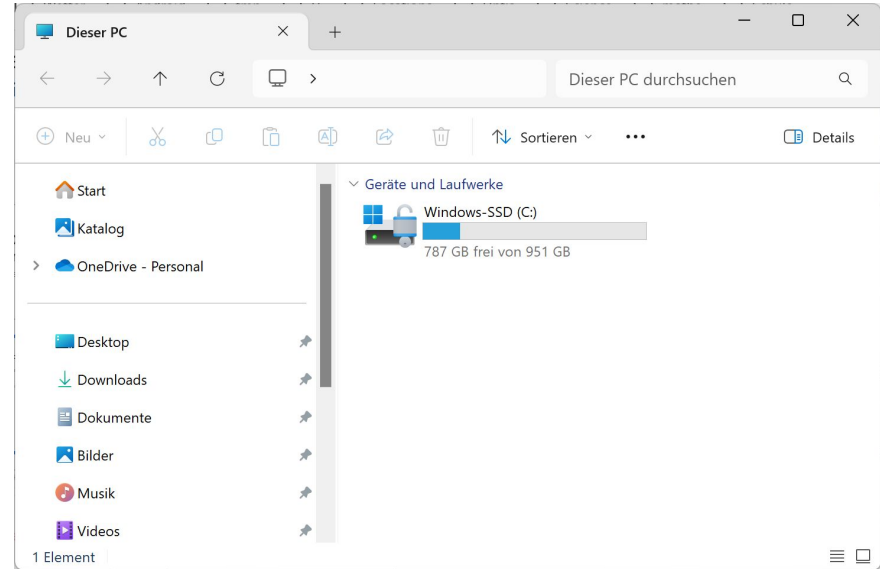 Dieser PC
Dieser PC durchsuchen
Neu
Sortieren
Details
Start
Katalog
OneDrive - Personal
Desktop
Downloads
Dokumente
Bilder
Musik
Videos
Geräte und Laufwerke
Windows-SSD (C:)
787 GB frei von 951 GB
1 Element